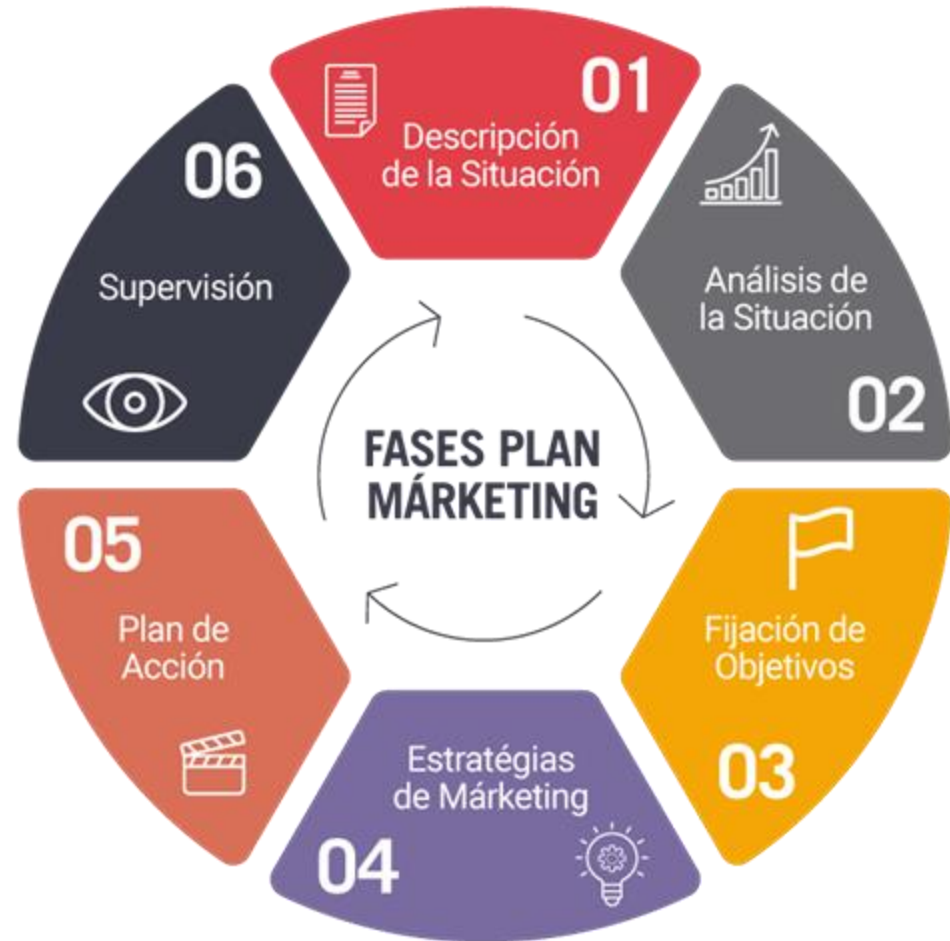 FASES PLAN
MÁRKETING
01
Descripción
de la Situación
Análisis de
la Situación
02
Fijación de
Objetivos
03
Estratégias
de Márketing
04
05
Plan de
Acción
06
Supervisión